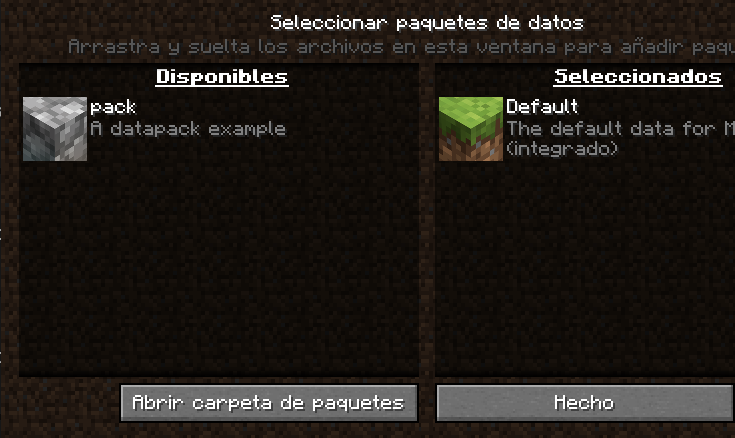 Seleccionar paquetes de datos
Arrastra y suelta los archivos en esta ventana para añadir
Disponibles
pack
A datapack example
Seleccionados
Default
The default data for
(integrado)
Abrir carpeta de paquetes
Hecho